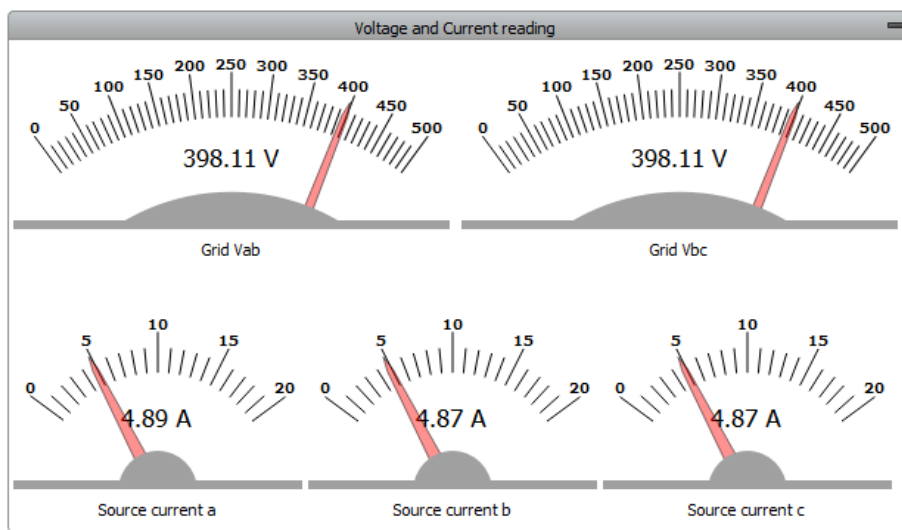 Voltage and Current reading
0 50 100 150 200 250 300 350 400 450 500
398.11 V
Grid Vab
0 50 100 150 200 250 300 350 400 450 500
398.11 V
Grid Vbc
0 5 10 15 20
4.89 A
Source current a
0 5 10 15 20
4.87 A
Source current b
0 5 10 15 20
4.87 A
Source current c